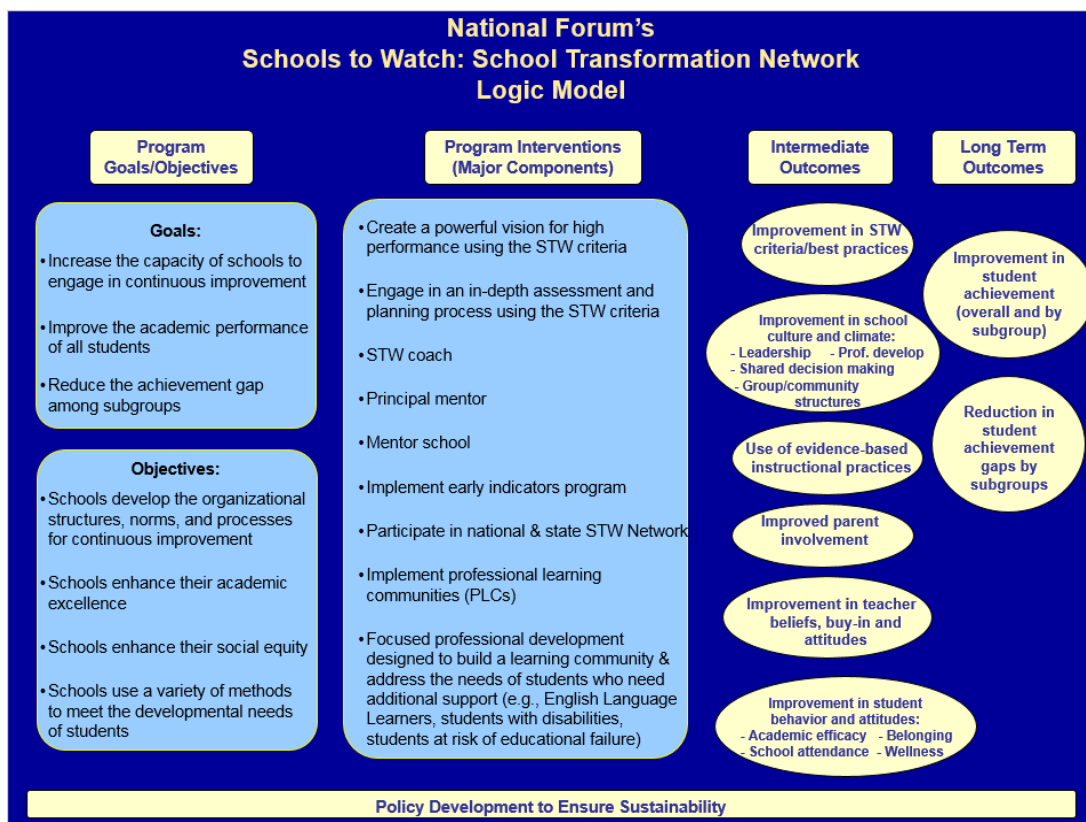 National Forum's
Schools to Watch: School Transformation Network
Logic Model
Program
Goals/Objectives
Goals:
•Increase the capacity of schools to
engage in continuous improvement
•Improve the academic performance
of all students
•Reduce the achievement gap
among subgroups
Objectives:
•Schools develop the organizational
structures, norms, and processes
for continuous improvement
•Schools enhance their academic
excellence
•Schools enhance their social equity
•Schools use a variety of methods
to meet the developmental needs
of students
Program Interventions
(Major Components)
•Create a powerful vision for high
performance using the STW criteria
•Engage in an in-depth assessment and
planning process using the STW criteria
•STW coach
•Principal mentor
•Mentor school
•Implement early indicators program
•Participate in national & state STW Network
•Implement professional learning
communities (PLCs)
•Focused professional development
designed to build a learning community &
address the needs of students who need
additional support (e.g., English Language
Learners, students with disabilities,
students at risk of educational failure)
Intermediate
Outcomes
Improvement in STW
criteria/best practices
Improvement in school
culture and climate:
- Leadership - Prof. develop
- Shared decision making
- Group/community
structures
Use of evidence-based
instructional practices
Improved parent
involvement
Improvement in teacher
beliefs, buy-in and
attitudes
Improvement in student
behavior and attitudes:
- Academic efficacy - Belonging
- School attendance - Wellness
Long Term
Outcomes
Improvement in
student
achievement
(overall and by
subgroup)
Reduction in
student
achievement
gaps by
subgroups
Policy Development to Ensure Sustainability